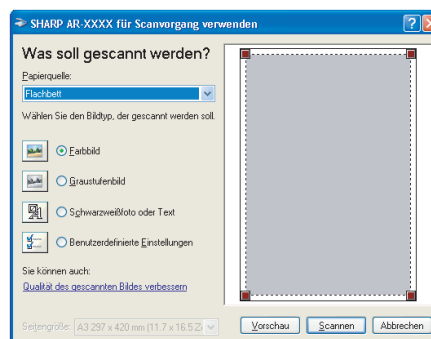 SHARP AR-XXXX für Scanvorgang verwenden
Was soll gescannt werden?
Papierquelle:
Flachbett
Wählen Sie den Bildtyp, der gescannt werden soll.
Farbbild
Graustufenbild
Schwarzweißfoto oder Text
Benutzerdefinierte Einstellungen
Sie können auch:
Qualität des gescannten Bildes verbessern
Seitengröße: A3 297 x 420 mm (11.7 x 16.5 Z
Vorschau Scannen Abbrechen